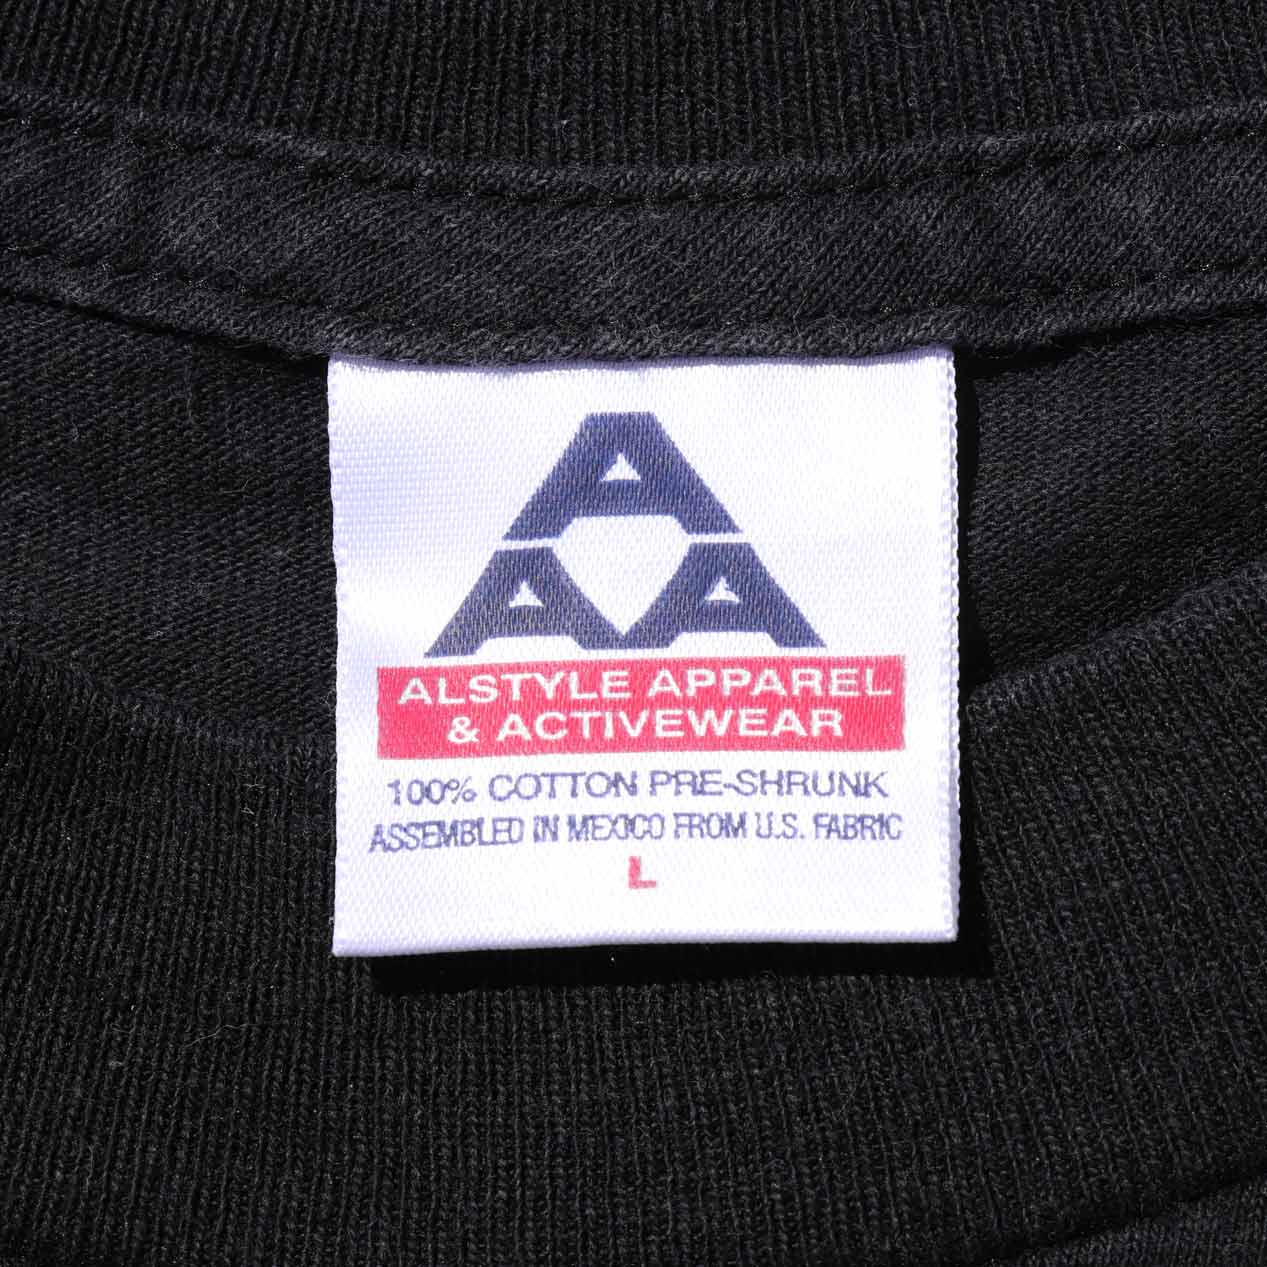 A
A A
ALSTYLE APPAREL
& ACTIVEWEAR
100% COTTON PRE-SHRUNK
ASSEMBLED IN MEXICO FROM U.S. FABRIC
L